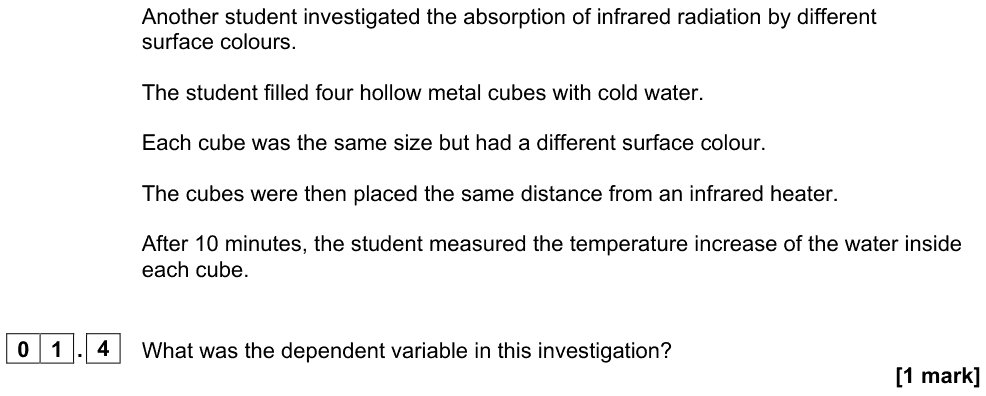 Another student investigated the absorption of infrared radiation by different
surface colours.
The student filled four hollow metal cubes with cold water.
Each cube was the same size but had a different surface colour.
The cubes were then placed the same distance from an infrared heater.
After 10 minutes, the student measured the temperature increase of the water inside
each cube.
0 1 . 4 What was the dependent variable in this investigation?
[1 mark]